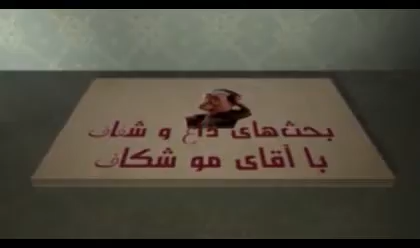 بحث‌های داغ و شفاف
با آقای مو شکاف